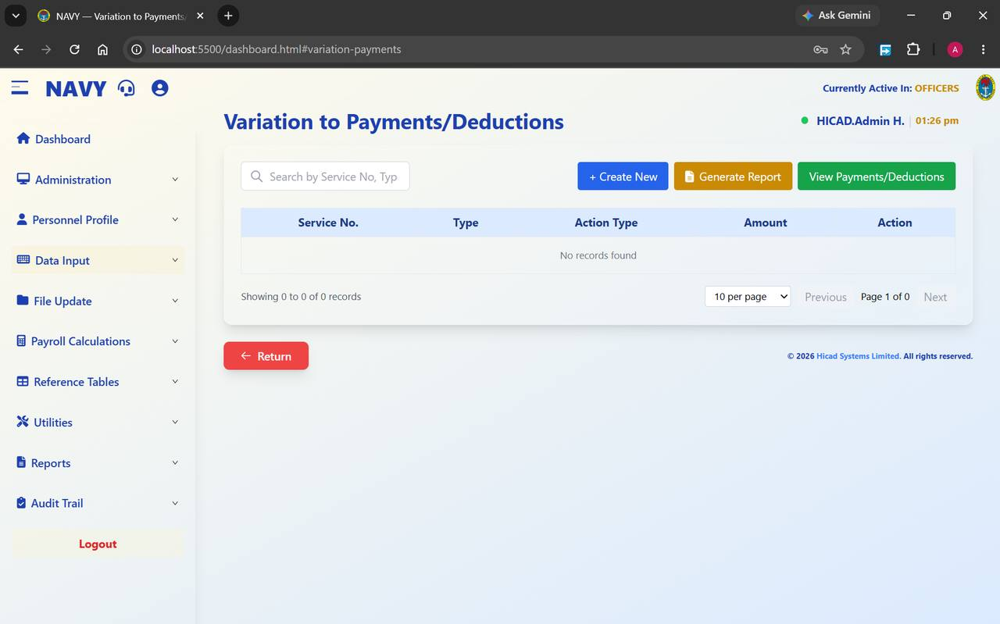 NAVY — Variation to Payments/
Ask Gemini
localhost:5500/dashboard.html#variation-payments
A
NAVY
Currently Active In: OFFICERS
Variation to Payments/Deductions
HICAD.Admin H. | 01:26 pm
Dashboard
Administration
Personnel Profile
Data Input
File Update
Payroll Calculations
Reference Tables
Utilities
Reports
Audit Trail
Logout
Search by Service No, Typ
+ Create New
Generate Report
View Payments/Deductions
Service No. Type Action Type Amount Action
No records found
Showing 0 to 0 of 0 records
10 per page
Previous
Page 1 of 0
Next
← Return
© 2026 Hicad Systems Limited. All rights reserved.